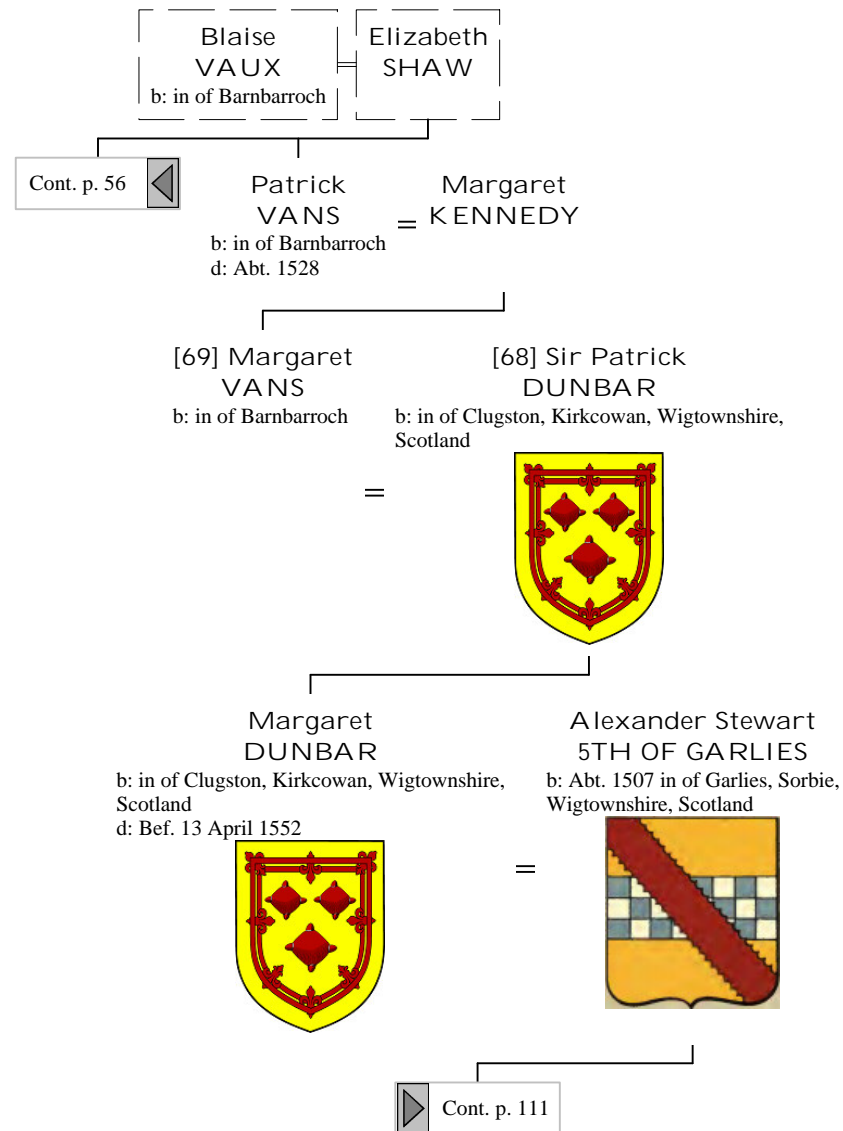 Blaise
VAUX
b: in of Barnbarroch
=
Elizabeth
SHAW
Cont. p. 56
Patrick
VANS
b: in of Barnbarroch
d: Abt. 1528
=
Margaret
KENNEDY
[69] Margaret
VANS
b: in of Barnbarroch
=
[68] Sir Patrick
DUNBAR
b: in of Clugston, Kirkcowan, Wigtownshire,
Scotland
Margaret
DUNBAR
b: in of Clugston, Kirkcowan, Wigtownshire,
Scotland
d: Bef. 13 April 1552
=
Alexander Stewart
5TH OF GARLIES
b: Abt. 1507 in of Garlies, Sorbie,
Wigtownshire, Scotland
Cont. p. 111